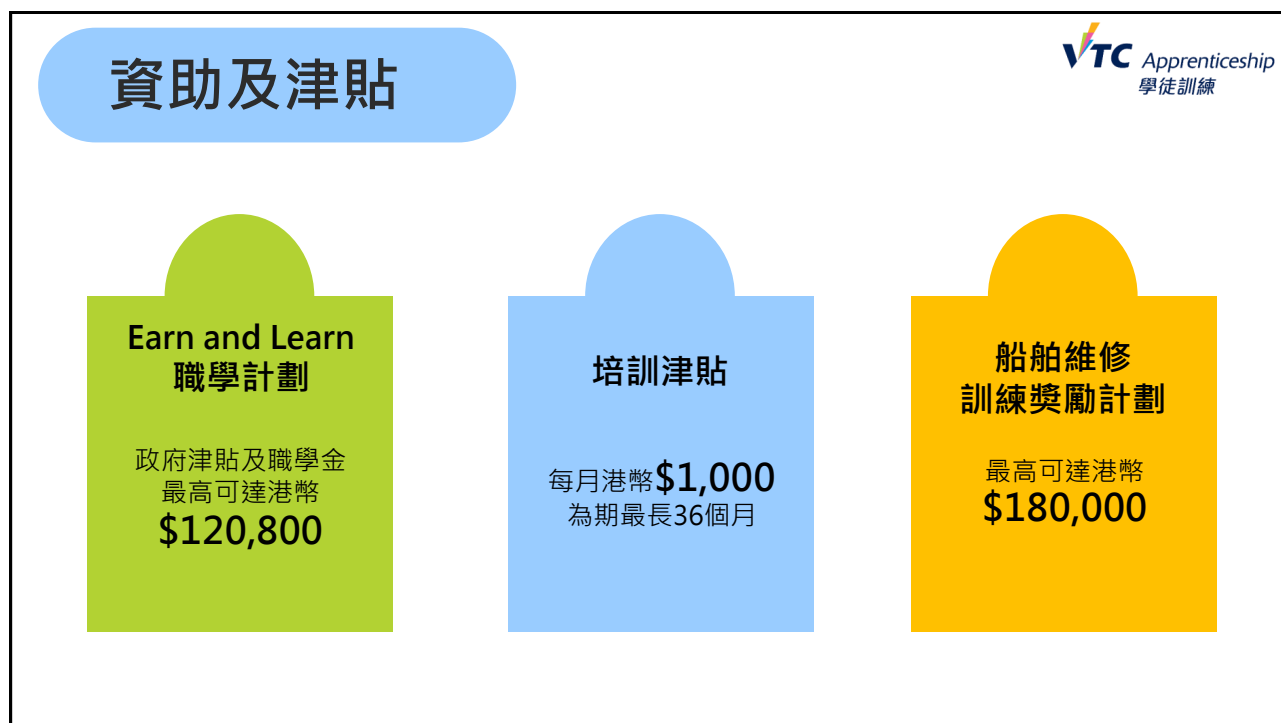 資助及津貼
VTC Apprenticeship
學徒訓練
Earn and Learn
職學計劃
政府津貼及職學金
最高可達港幣
$120,800
培訓津貼
每月港幣$1,000
為期最長36個月
船舶維修
訓練獎勵計劃
最高可達港幣
$180,000